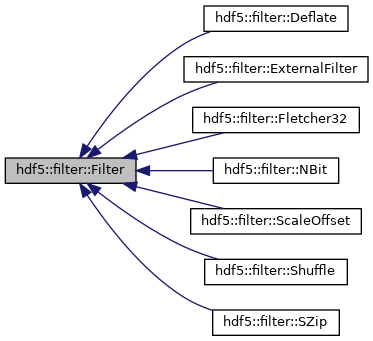 hdf5::filter::Deflate
hdf5::filter::ExternalFilter
hdf5::filter::Fletcher32
hdf5::filter::Filter
hdf5::filter::NBit
hdf5::filter::ScaleOffset
hdf5::filter::Shuffle
hdf5::filter::SZip